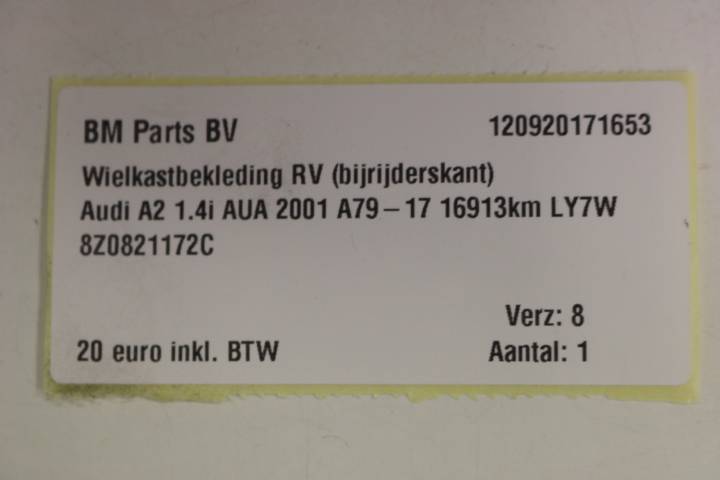 BM Parts BV 120920171653
Wielkastbekleding RV (bijrijderskant)
Audi A2 1.4i AUA 2001 A79-17 16913km LY7W
8Z0821172C
Verz: 8
20 euro inkl. BTW Aantal: 1